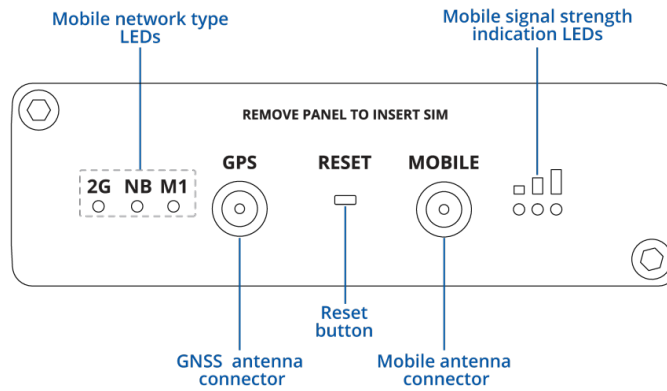 Mobile network type
LEDs
Mobile signal strength
indication LEDs
REMOVE PANEL TO INSERT SIM
GPS RESET MOBILE
2G NB M1
Reset
button
GNSS antenna
connector
Mobile antenna
connector